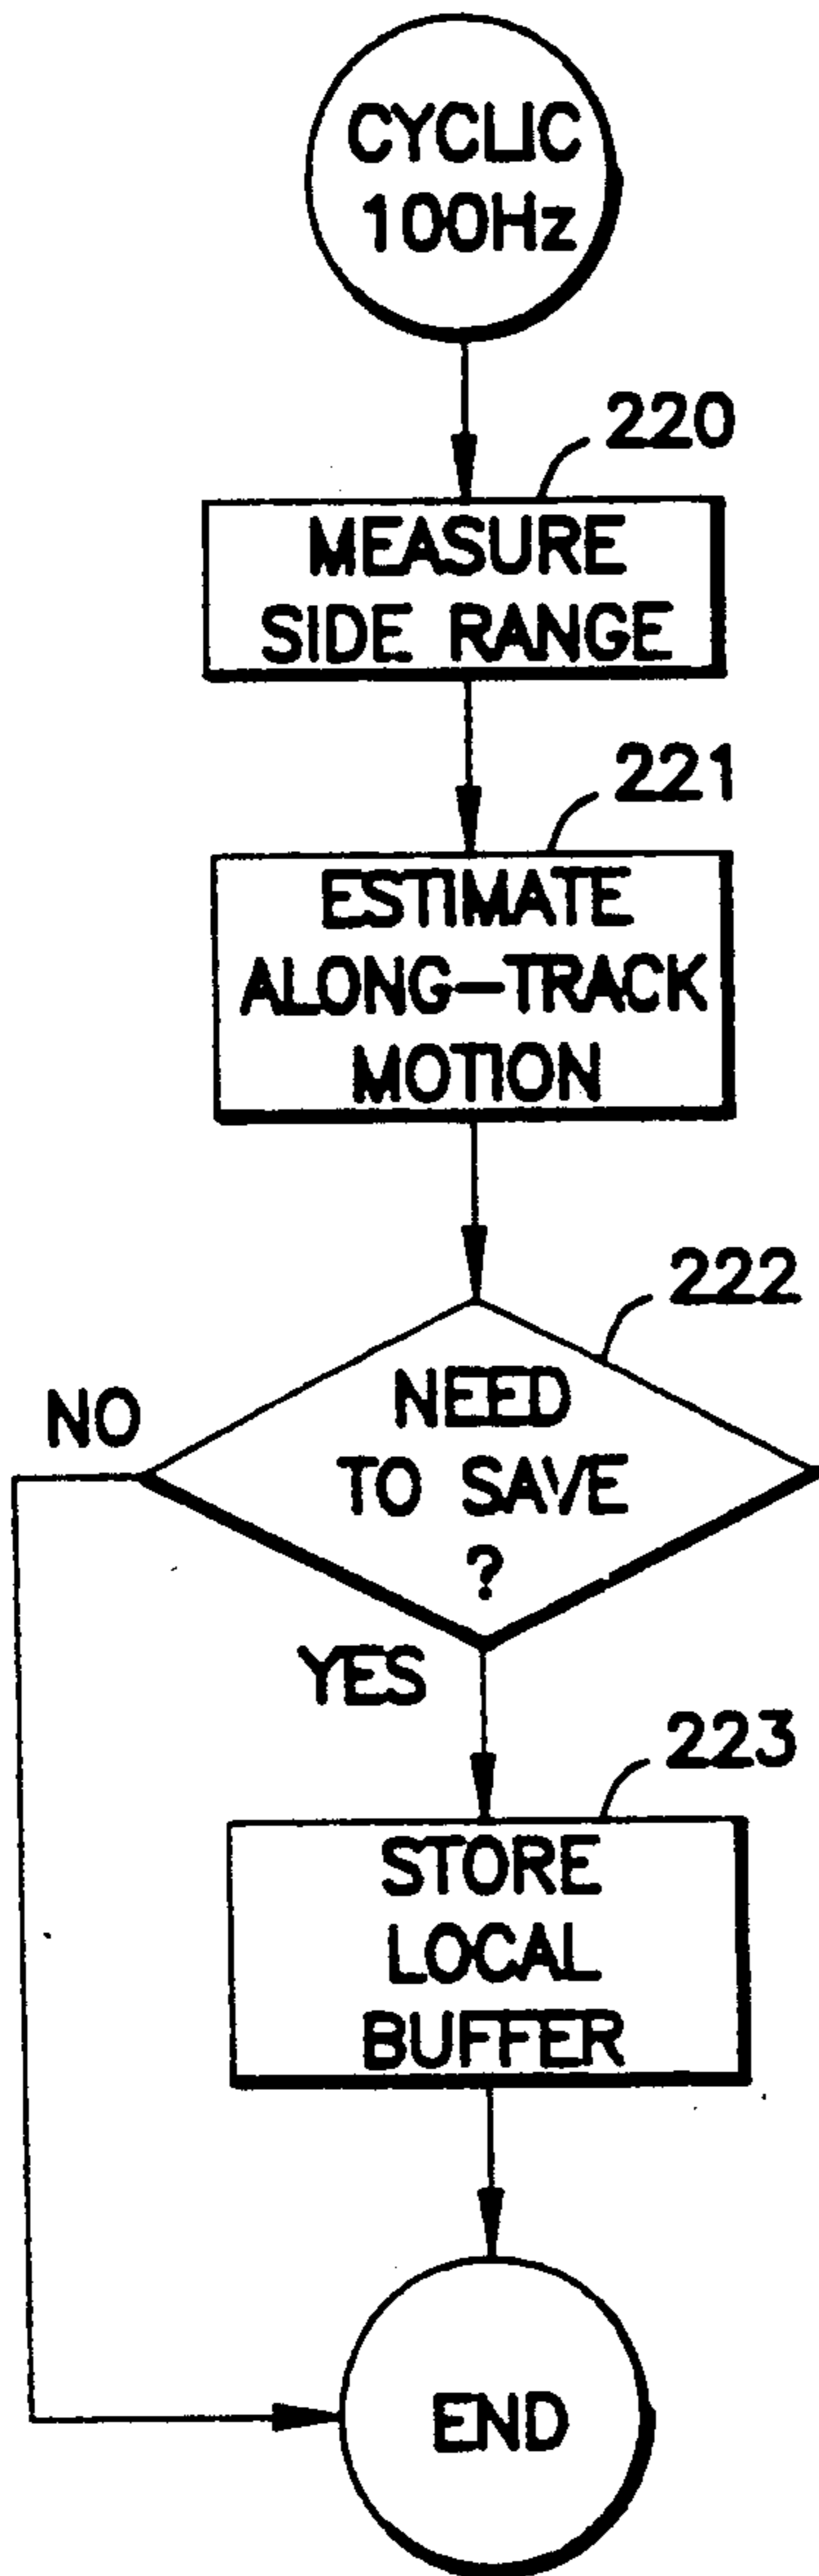 CYCLIC
100Hz
220
MEASURE
SIDE RANGE
221
ESTIMATE
ALONG-TRACK
MOTION
222
NO
NEED
TO SAVE
?
YES
223
STORE
LOCAL
BUFFER
END